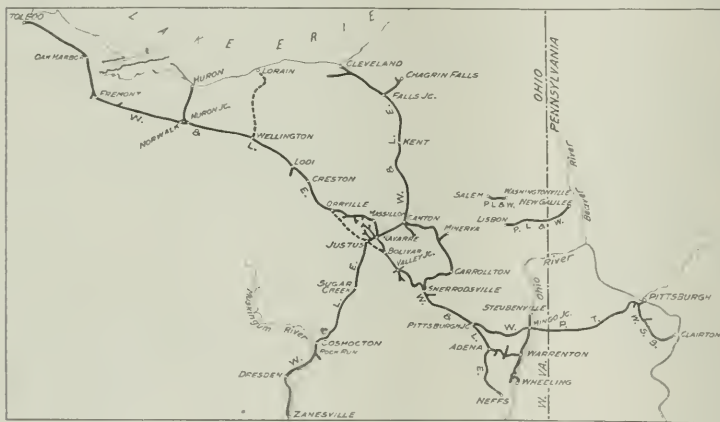 TOLEDO
LAKE ERIE
OAK HARBOR
HURON
LORAIN
CLEVELAND
CHAGRIN FALLS
FALLS JC.
FREMONT
HURON JC.
NORWALK
W. & L. E.
WELLINGTON
KENT
W. & L. E.
LODI
CRESTON
ORRVILLE
MASSILLON
CANTON
MINERVA
NAVARRE
JUSTUS
BOLIVAR
VALLEY JC.
CARROLLTON
SHERRODSVILLE
SUGAR CREEK
W. & L. E.
Muskingum River
COSHOCTON
ROCK RUN
DRESDEN
ZANESVILLE
OHIO
PENNSYLVANIA
SALEM
WASHINGTONVILLE
P L & W.
NEW GALILEE
LISBON
P. L. & W.
Beaver River
River
Ohio
STEUBENVILLE
MINGO JC.
PITTSBURGH JC.
W. & L. E.
W. P. T.
PITTSBURGH
W. S. B.
CLAIRTON
ADENA
WARRENTON
WHEELING
NEFFS
W. VA.